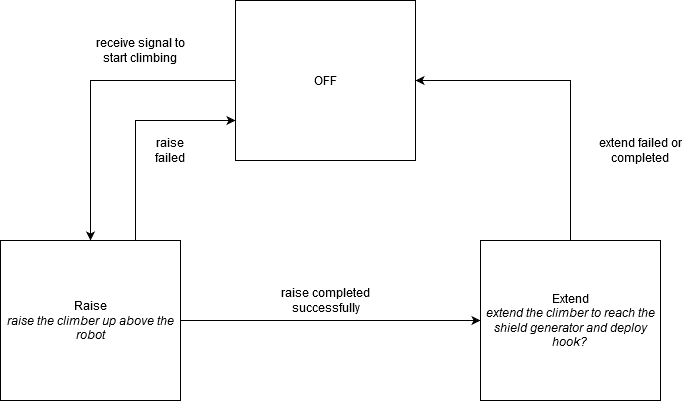 receive signal to
start climbing
OFF
raise
failed
extend failed or
completed
Raise
raise the climber up above the
robot
raise completed
successfully
Extend
extend the climber to reach the
shield generator and deploy
hook?